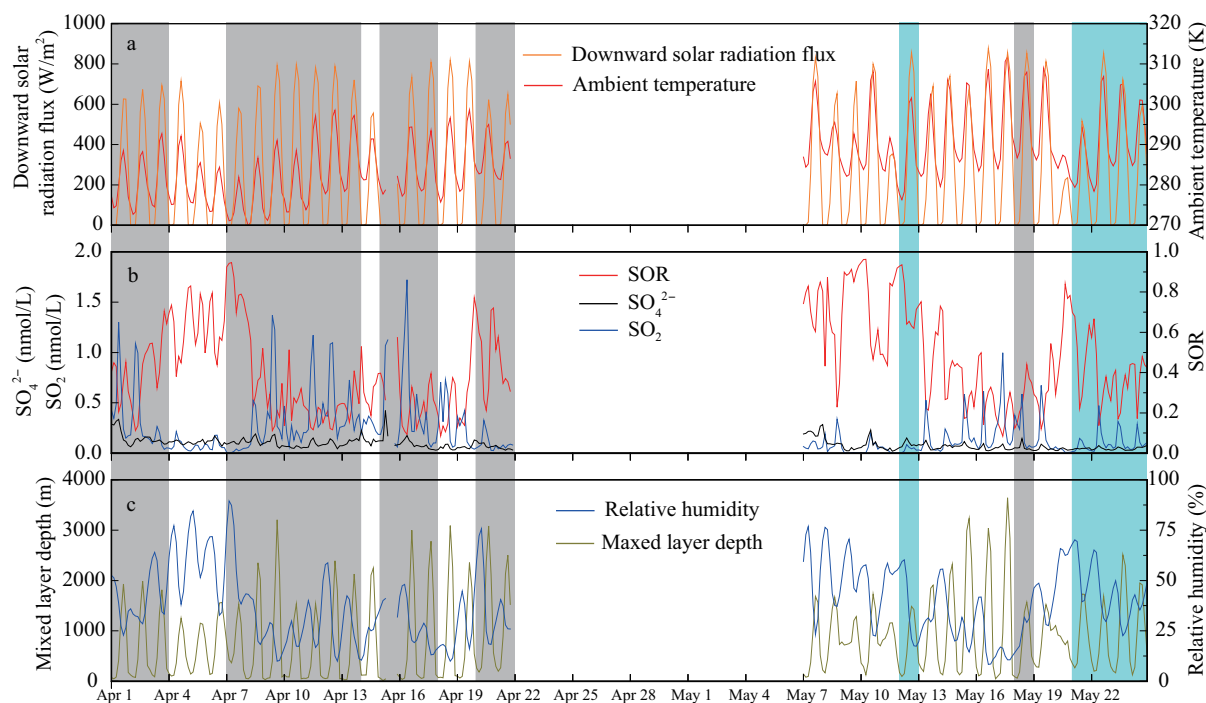 a
Downward solar
radiation flux (W/m²)
1000
800
600
400
200
0
Downward solar radiation flux
Ambient temperature
320
310
300
290
280
270
Ambient temperature (K)
b
SO₄²⁻ (nmol/L)
SO₂ (nmol/L)
2.0
1.5
1.0
0.5
0.0
SOR
SO₄²⁻
SO₂
1.0
0.8
0.6
0.4
0.2
0.0
SOR
c
Mixed layer depth (m)
4000
3000
2000
1000
0
Relative humidity
Maxed layer depth
100
75
50
25
0
Relative humidity (%)
Apr 1 Apr 4 Apr 7 Apr 10 Apr 13 Apr 16 Apr 19 Apr 22 Apr 25 Apr 28 May 1 May 4 May 7 May 10 May 13 May 16 May 19 May 22